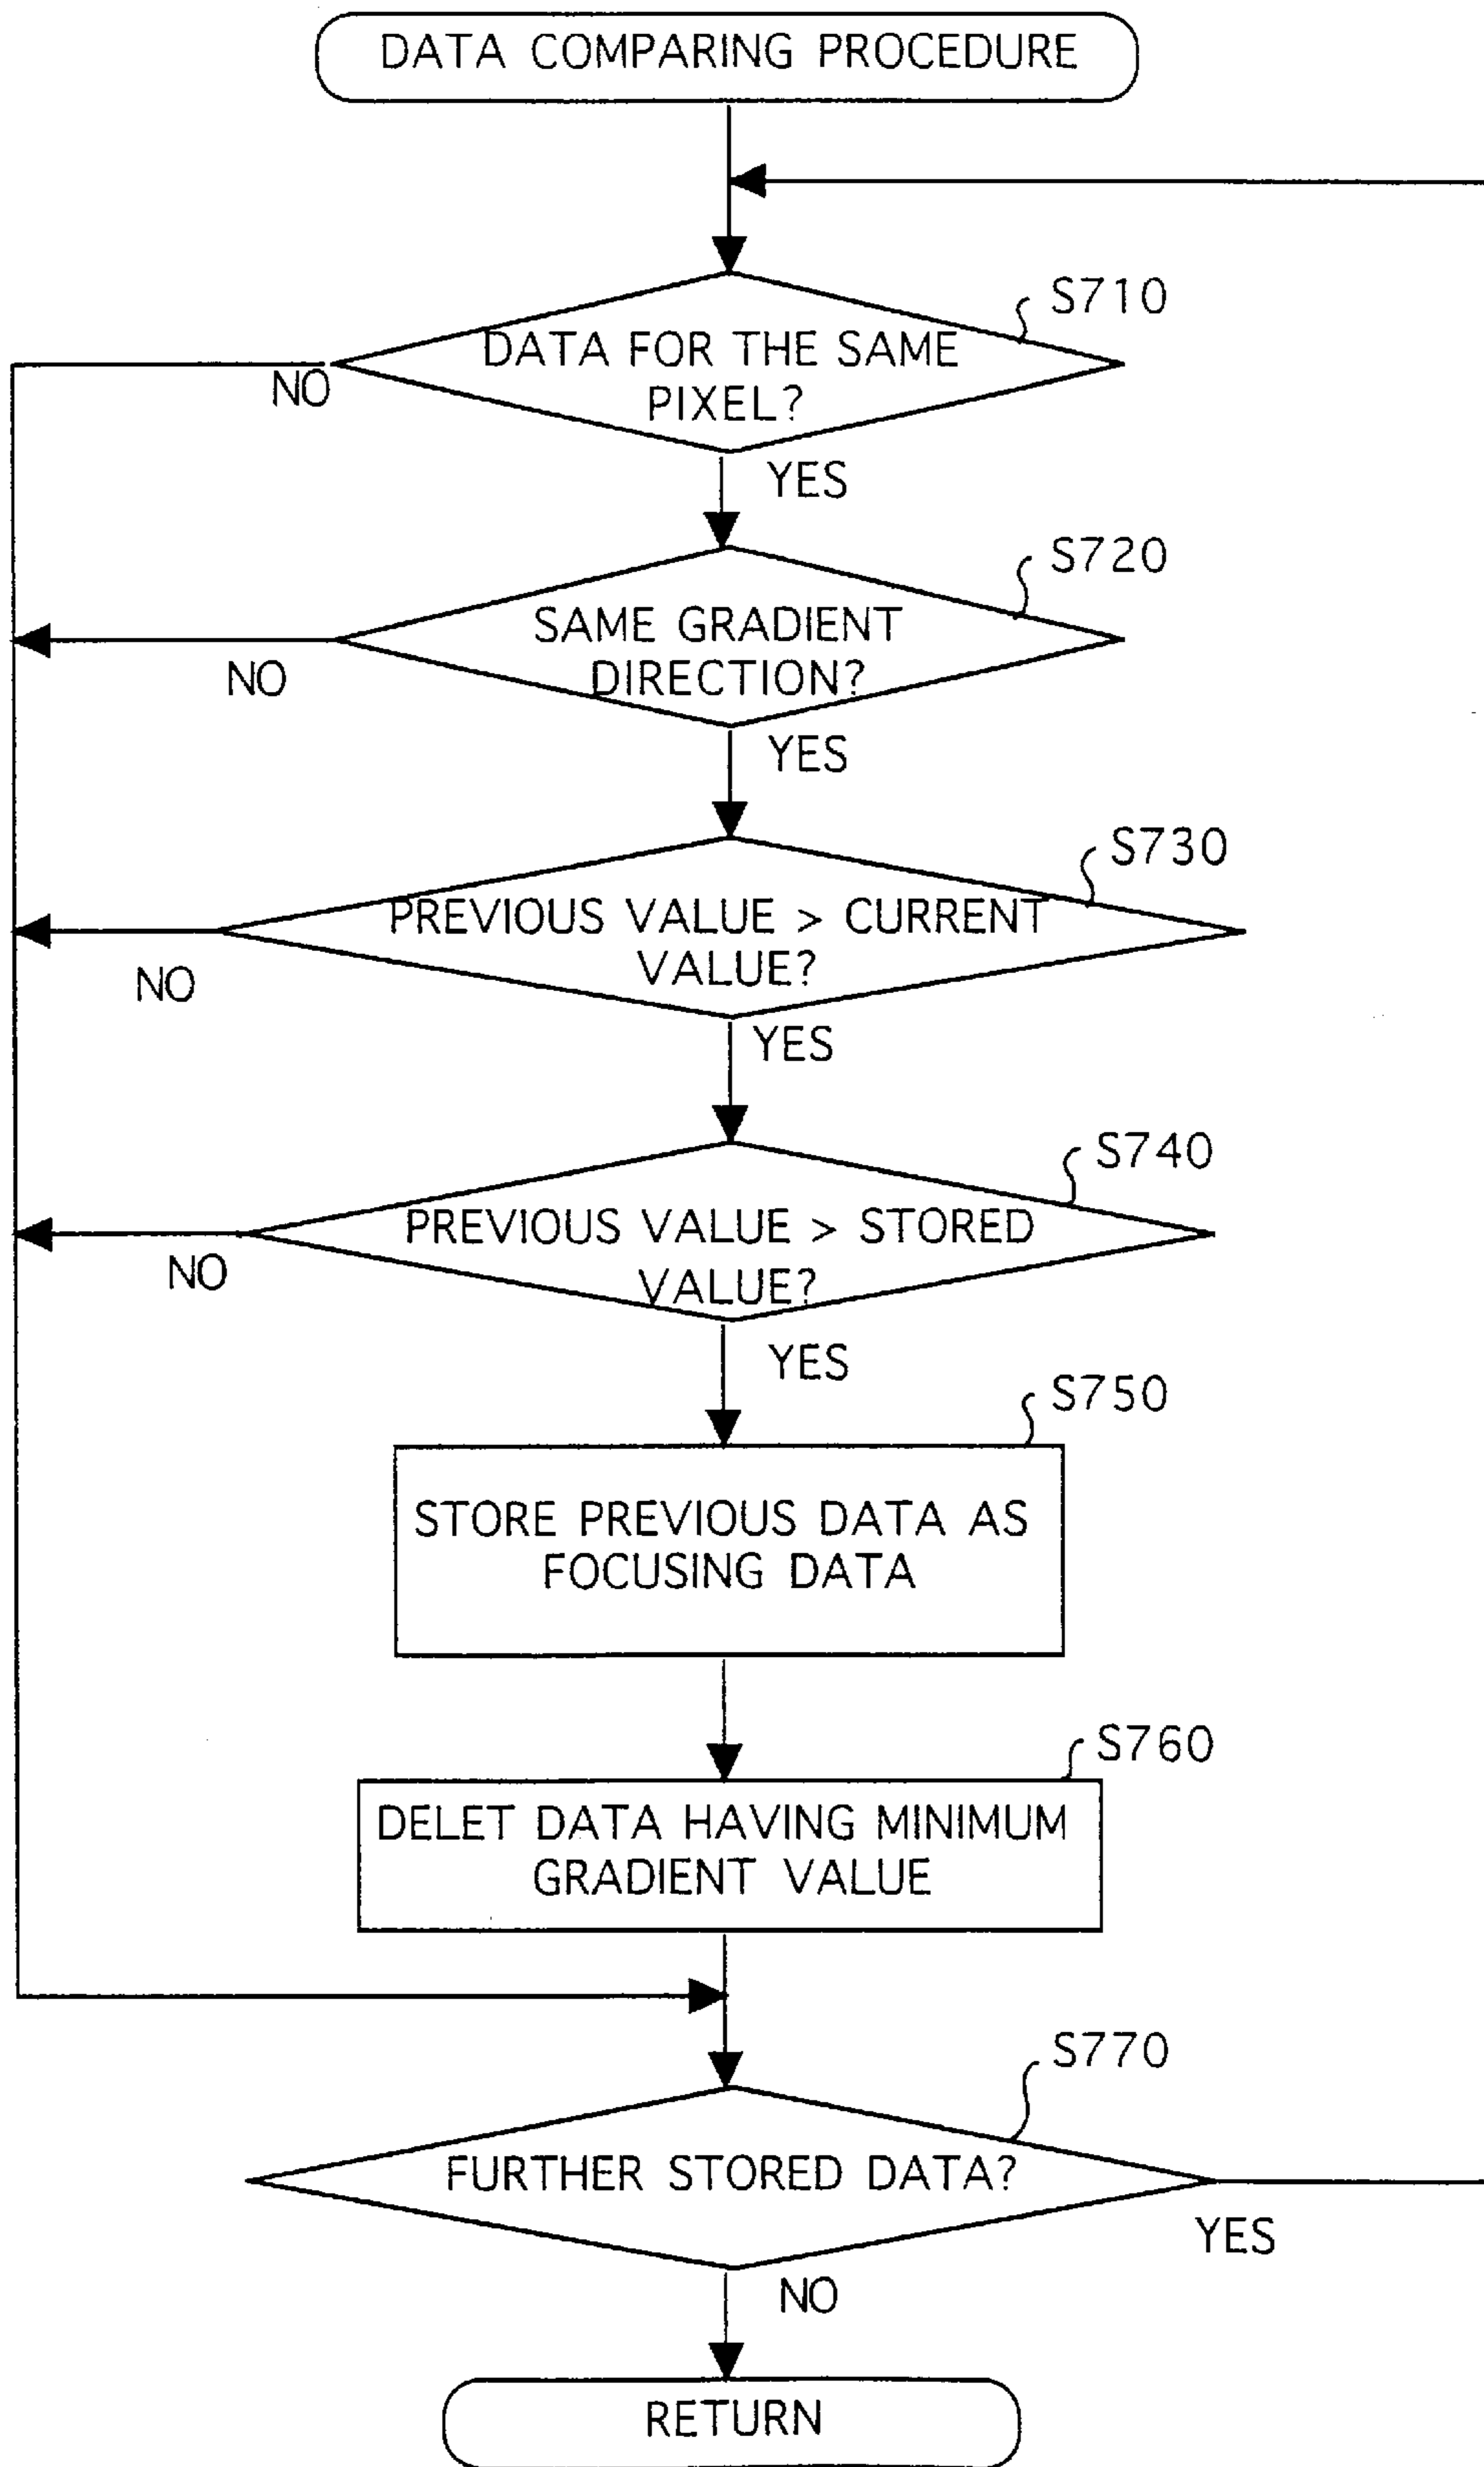 DATA COMPARING PROCEDURE
S710
DATA FOR THE SAME
PIXEL?
NO
YES
S720
SAME GRADIENT
DIRECTION?
NO
YES
S730
PREVIOUS VALUE > CURRENT
VALUE?
NO
YES
S740
PREVIOUS VALUE > STORED
VALUE?
NO
YES
S750
STORE PREVIOUS DATA AS
FOCUSING DATA
S760
DELET DATA HAVING MINIMUM
GRADIENT VALUE
S770
FURTHER STORED DATA?
YES
NO
RETURN